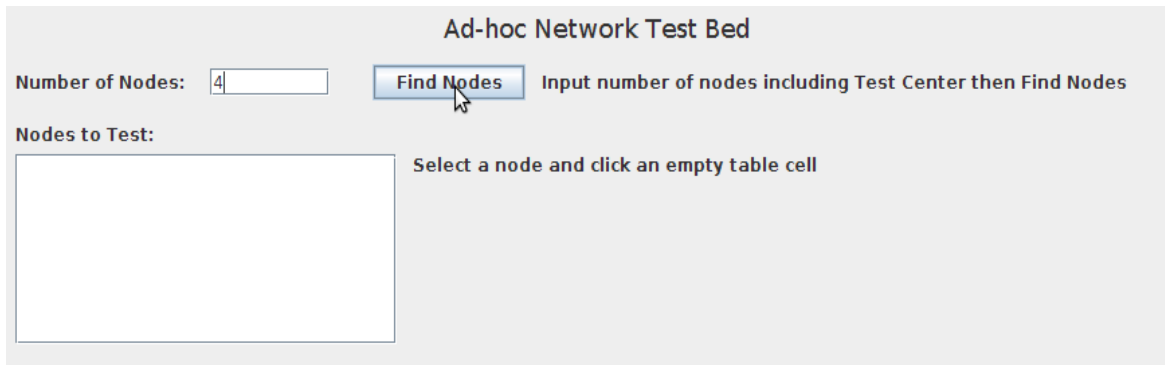 Ad-hoc Network Test Bed
Number of Nodes: 4 Find Nodes Input number of nodes including Test Center then Find Nodes
Nodes to Test:
Select a node and click an empty table cell